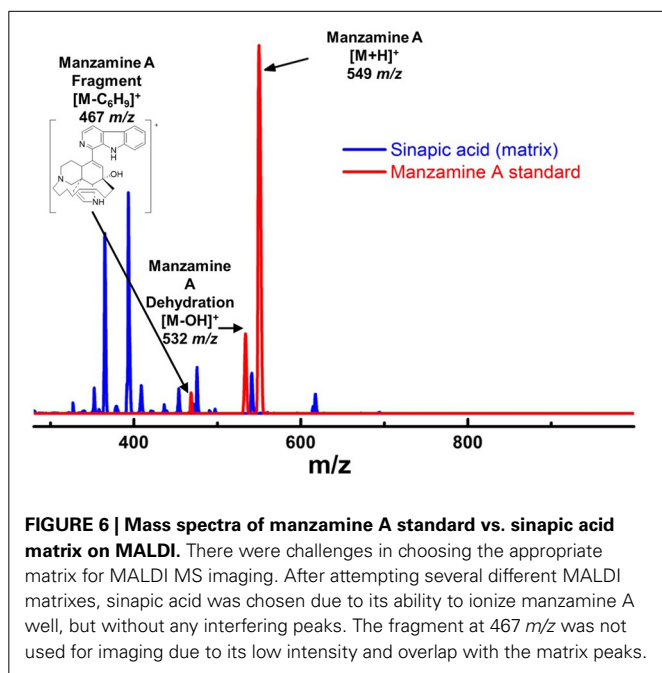 Manzamine A
[M+H]⁺
549 m/z
Manzamine A
Fragment
[M-C₆H₉]⁺
467 m/z
+
N
N
H
OH
N
NH
Sinapic acid (matrix)
Manzamine A standard
Manzamine
A
Dehydration
[M-OH]⁺
532 m/z
400
600
800
m/z
FIGURE 6 | Mass spectra of manzamine A standard vs. sinapic acid
matrix on MALDI. There were challenges in choosing the appropriate
matrix for MALDI MS imaging. After attempting several different MALDI
matrixes, sinapic acid was chosen due to its ability to ionize manzamine A
well, but without any interfering peaks. The fragment at 467 m/z was not
used for imaging due to its low intensity and overlap with the matrix peaks.